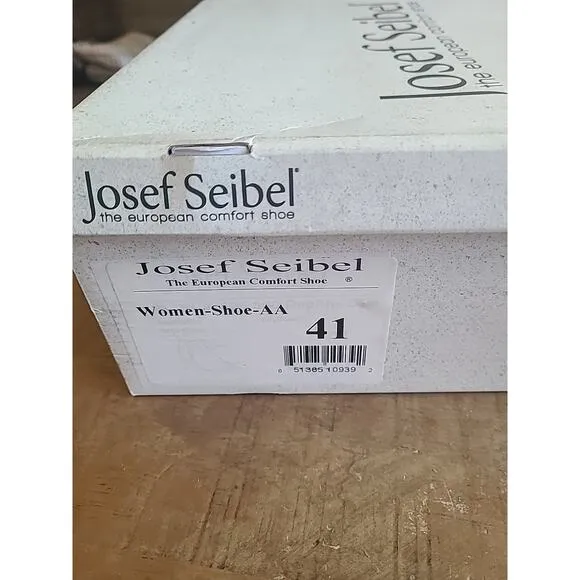 Josef Seibel
the european comfort shoe
Josef Seibel®
the european comfort shoe
Josef Seibel
The European Comfort Shoe ®
Women-Shoe-AA
41
6 51385 10939 2